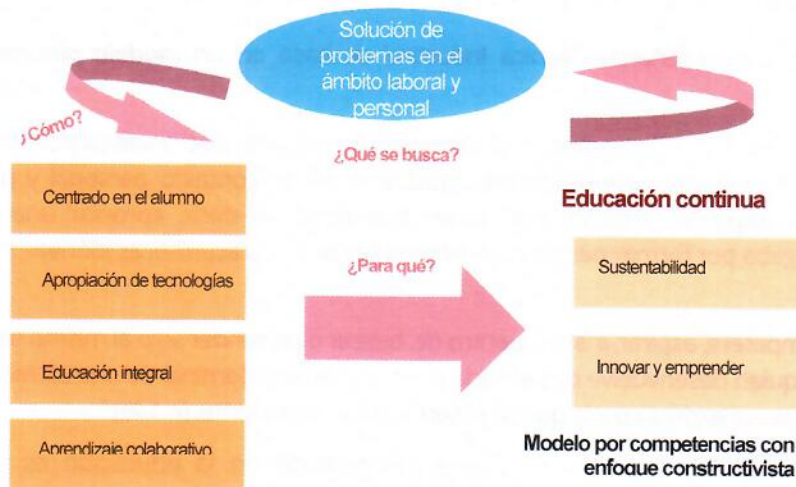 Solución de
problemas en el
ámbito laboral y
personal
¿Cómo?
¿Qué se busca?
Centrado en el alumno
Apropiación de tecnologías
Educación integral
Aprendizaje colaborativo
¿Para qué?
Educación continua
Sustentabilidad
Innovar y emprender
Modelo por competencias con
enfoque constructivista